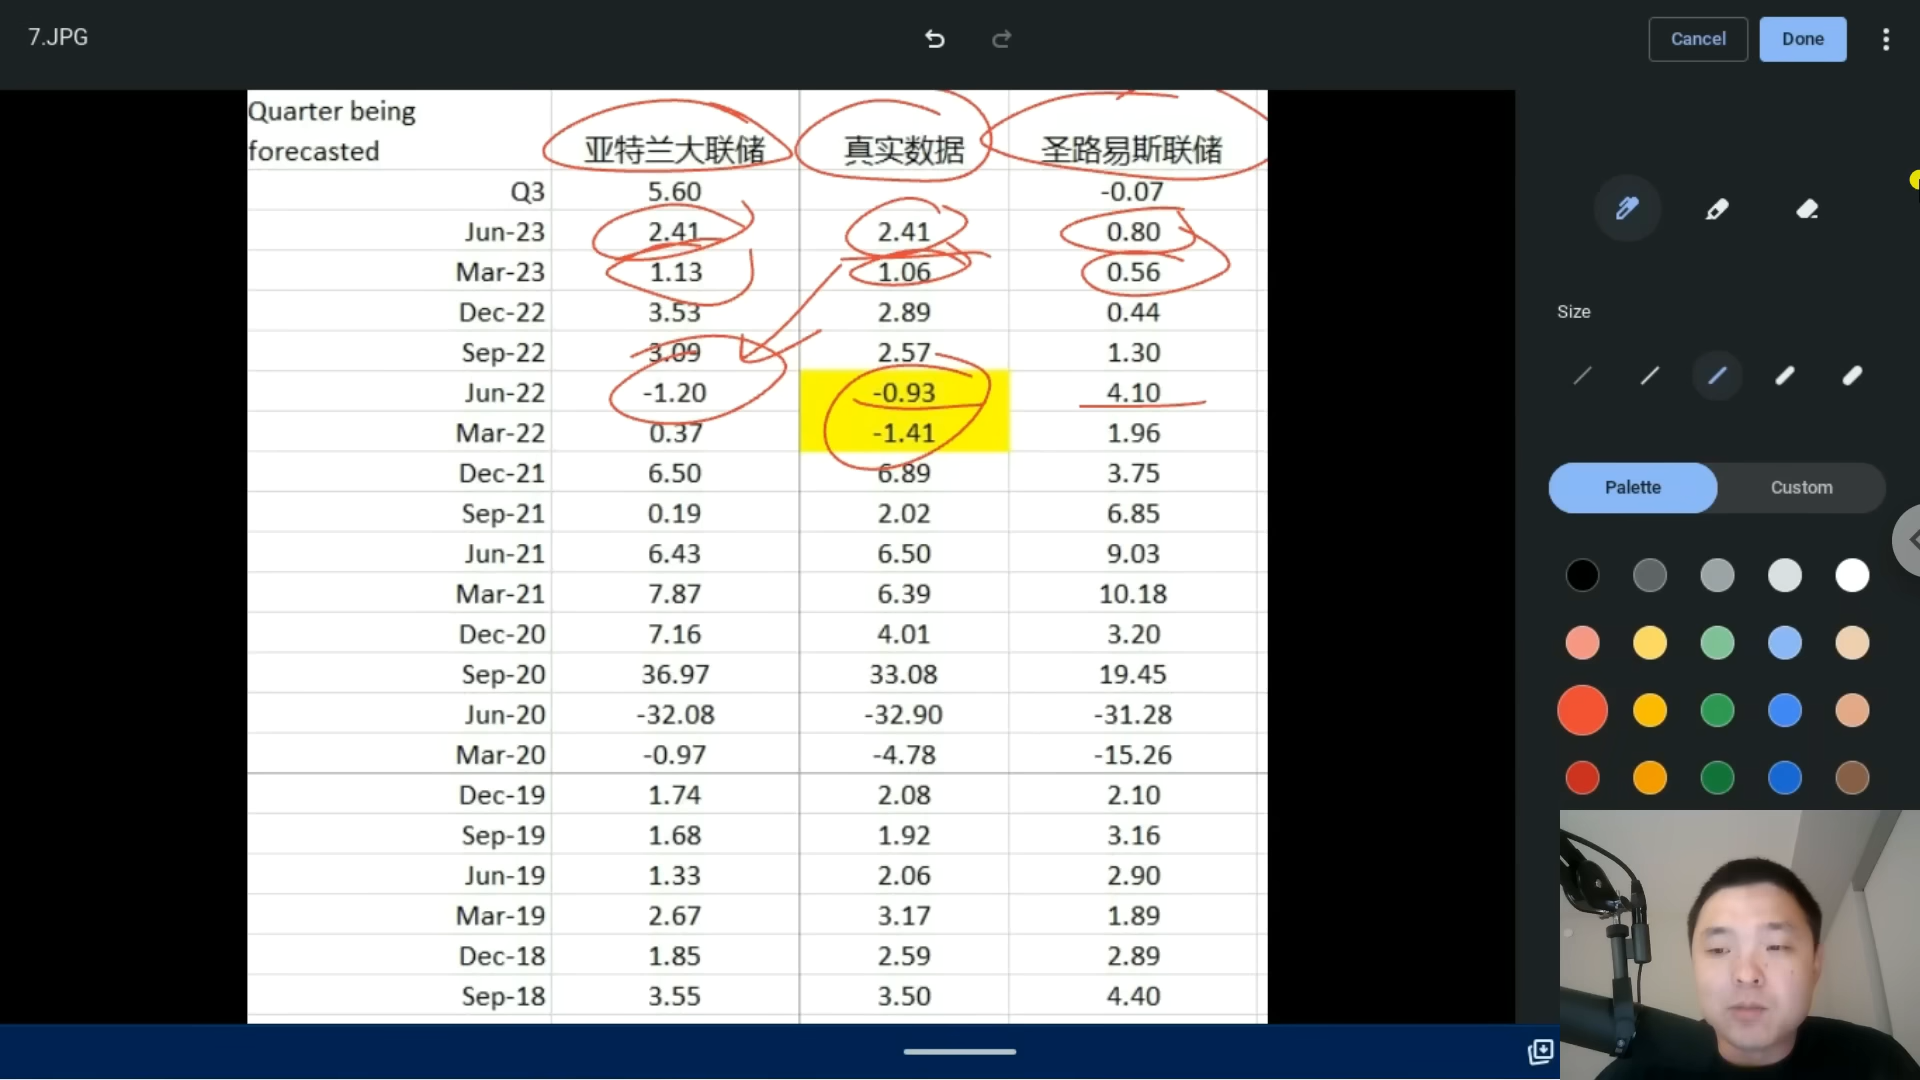 7.JPG
Cancel
Done
Quarter being
forecasted
亚特兰大联储
真实数据
圣路易斯联储
Q3 5.60 -0.07
Jun-23 2.41 2.41 0.80
Mar-23 1.13 1.06 0.56
Dec-22 3.53 2.89 0.44
Sep-22 3.09 2.57 1.30
Jun-22 -1.20 -0.93 4.10
Mar-22 0.37 -1.41 1.96
Dec-21 6.50 6.89 3.75
Sep-21 0.19 2.02 6.85
Jun-21 6.43 6.50 9.03
Mar-21 7.87 6.39 10.18
Dec-20 7.16 4.01 3.20
Sep-20 36.97 33.08 19.45
Jun-20 -32.08 -32.90 -31.28
Mar-20 -0.97 -4.78 -15.26
Dec-19 1.74 2.08 2.10
Sep-19 1.68 1.92 3.16
Jun-19 1.33 2.06 2.90
Mar-19 2.67 3.17 1.89
Dec-18 1.85 2.59 2.89
Sep-18 3.55 3.50 4.40
Size
Palette
Custom